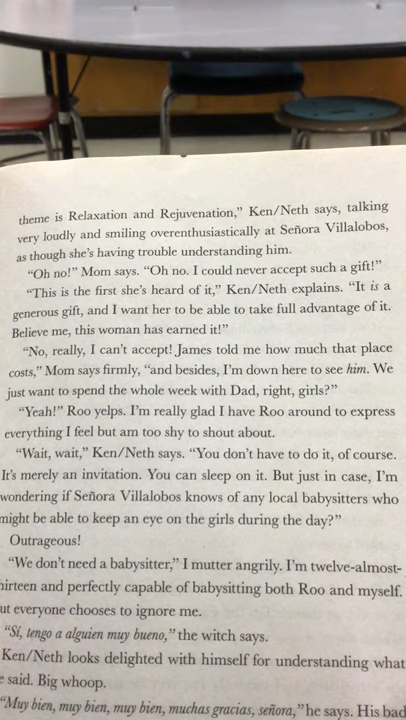 theme is Relaxation and Rejuvenation,” Ken/Neth says, talking
very loudly and smiling overenthusiastically at Señora Villalobos,
as though she’s having trouble understanding him.
“Oh no!” Mom says. “Oh no. I could never accept such a gift!”
“This is the first she’s heard of it,” Ken/Neth explains. “It is a
generous gift, and I want her to be able to take full advantage of it.
Believe me, this woman has earned it!”
“No, really, I can’t accept! James told me how much that place
costs,” Mom says firmly, “and besides, I’m down here to see him. We
just want to spend the whole week with Dad, right, girls?”
“Yeah!” Roo yelps. I’m really glad I have Roo around to express
everything I feel but am too shy to shout about.
“Wait, wait,” Ken/Neth says. “You don’t have to do it, of course.
It’s merely an invitation. You can sleep on it. But just in case, I’m
wondering if Señora Villalobos knows of any local babysitters who
might be able to keep an eye on the girls during the day?”
Outrageous!
“We don’t need a babysitter,” I mutter angrily. I’m twelve-almost-
hirteen and perfectly capable of babysitting both Roo and myself.
ut everyone chooses to ignore me.
“Sí, tengo a alguien muy bueno,” the witch says.
Ken/Neth looks delighted with himself for understanding what
e said. Big whoop.
“Muy bien, muy bien, muy bien, muchas gracias, señora,” he says. His bad